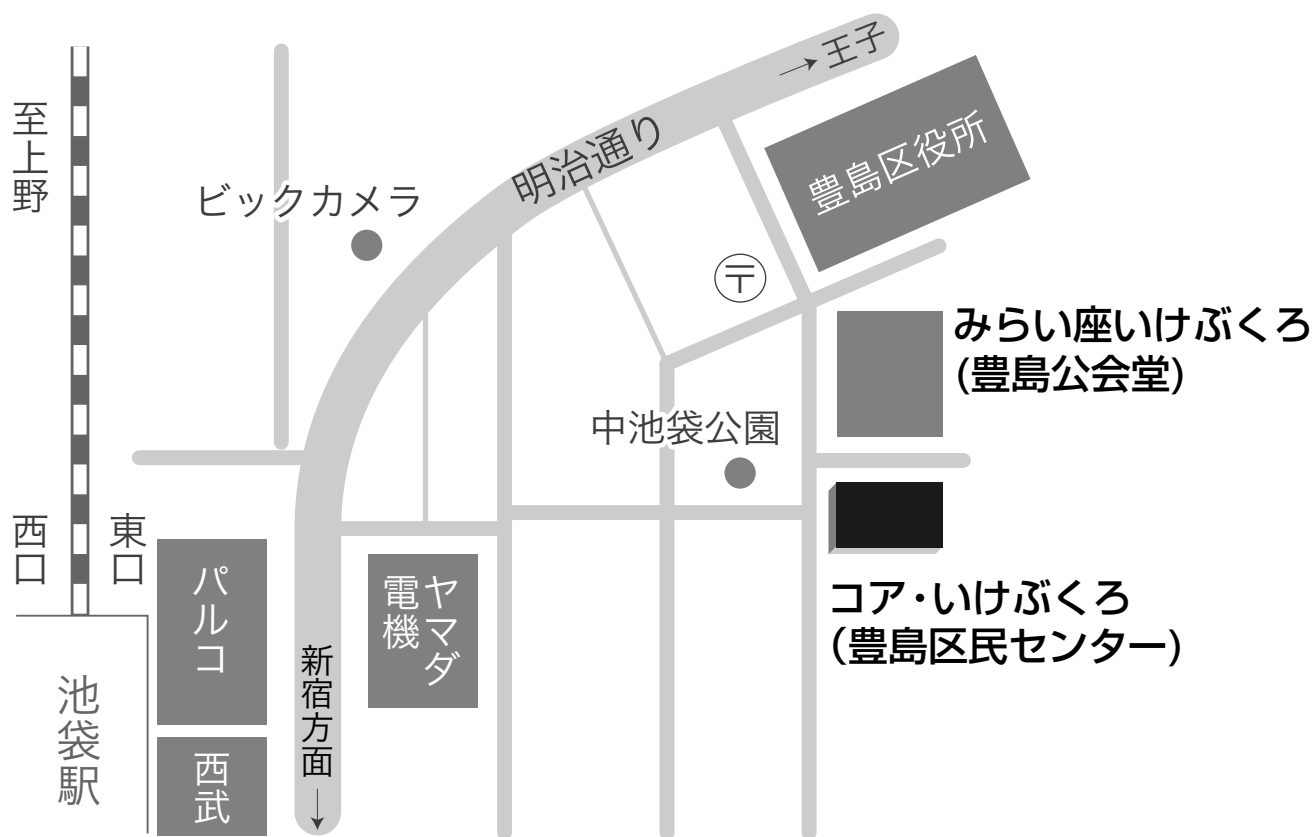 →王子
至上野
明治通り
豊島区役所
ビックカメラ
〒
みらい座いけぶくろ
(豊島公会堂)
中池袋公園
西口
東口
パルコ
ヤマダ
電機
コア・いけぶくろ
(豊島区民センター)
新宿方面→
池袋駅
西武